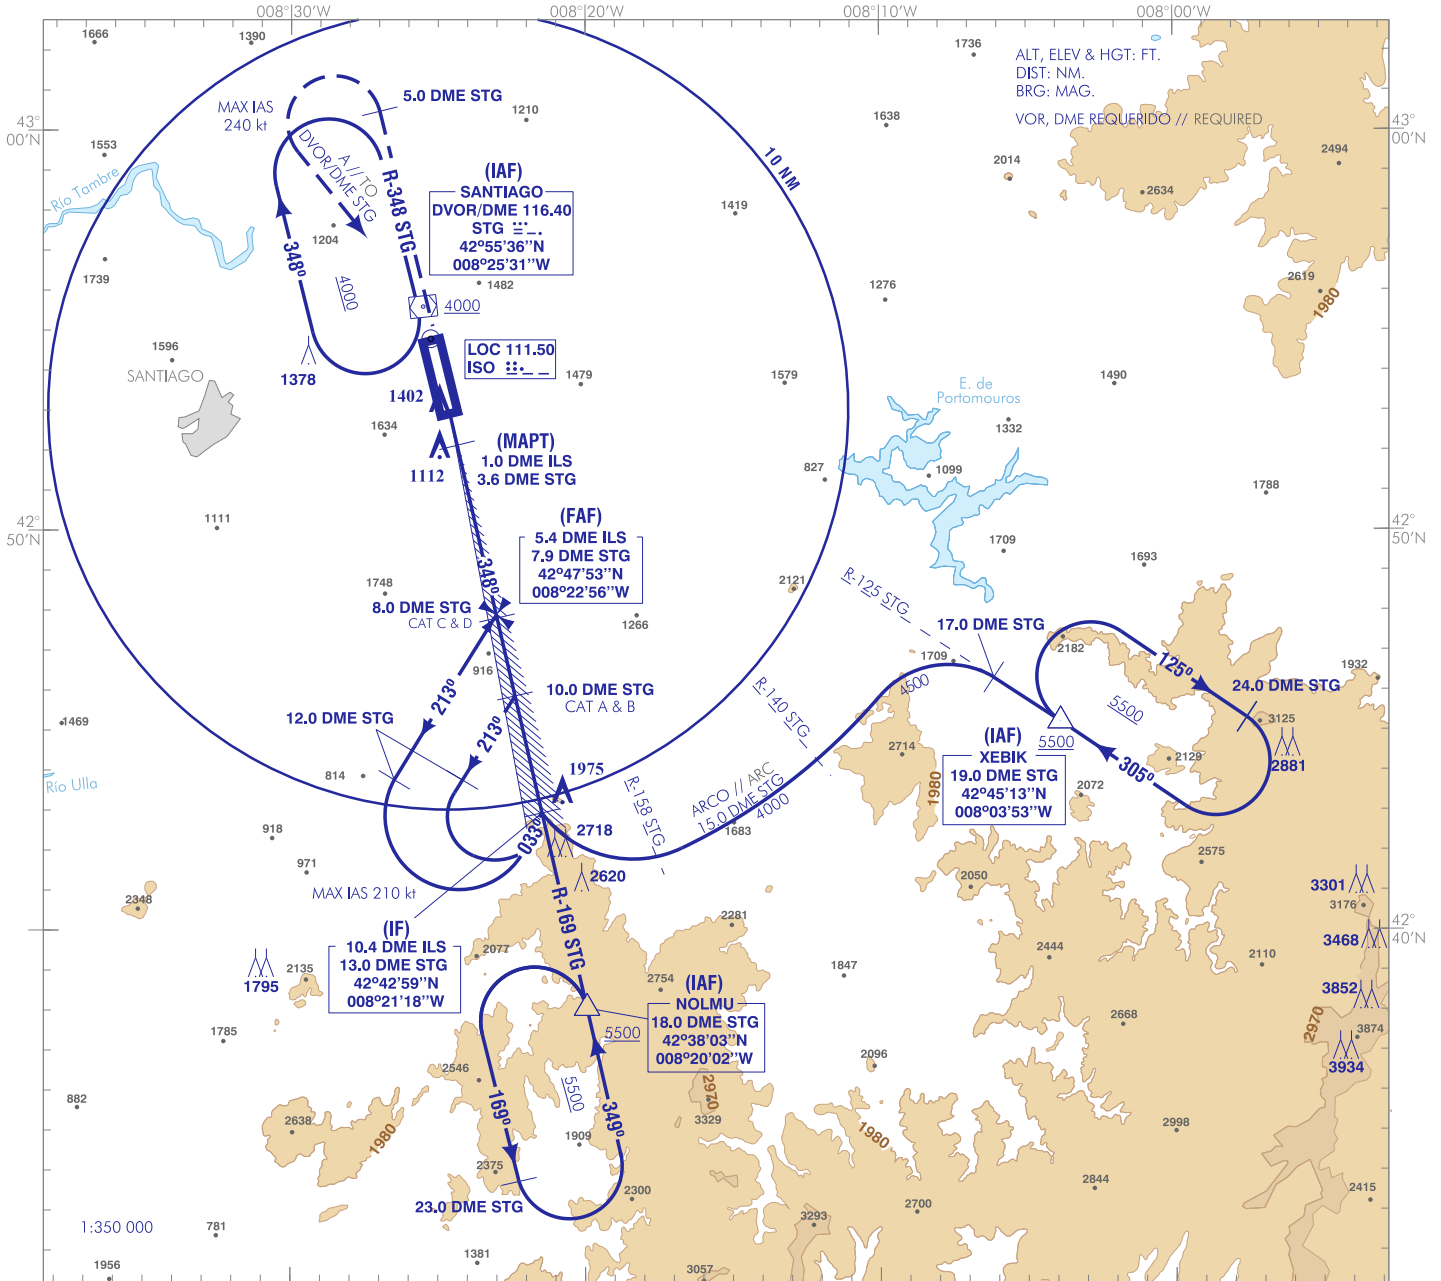 008°30'W
008°20'W
008°10'W
008°00'W
1666
1390
1736
ALT, ELEV & HGT: FT.
DIST: NM.
BRG: MAG.
VOR, DME REQUERIDO // REQUIRED
MAX IAS
240 kt
5.0 DME STG
1210
1638
43°
00'N
43°
00'N
1553
2014
2494
2634
10 NM
A // TO
DVOR/DME STG
R-348 STG
Río Tambre
(IAF)
SANTIAGO
DVOR/DME 116.40
STG
42°55'36''N
008°25'31''W
1419
1204
348°
4000
1739
1482
4000
1276
2619
1980
1596
SANTIAGO
1378
LOC 111.50
ISO
1402
1479
1579
1490
E. de
Portomouros
1332
1634
(MAPT)
1.0 DME ILS
3.6 DME STG
1112
827
1099
1788
1111
42°
50'N
42°
50'N
(FAF)
5.4 DME ILS
7.9 DME STG
42°47'53''N
008°22'56''W
1709
1693
348°
1748
2121
R-125 STG
8.0 DME STG
CAT C & D
1266
17.0 DME STG
916
1709
2182
125°
1932
R-140 STG
4500
24.0 DME STG
10.0 DME STG
CAT A & B
213°
213°
12.0 DME STG
1469
5500
3125
2714
(IAF)
XEBIK
19.0 DME STG
42°45'13''N
008°03'53''W
5500
305°
2129
2881
1980
2072
Río Ulla
814
1975
R-158 STG
ARCO // ARC
15.0 DME STG
4000
1683
918
033°
2718
2575
971
MAX IAS 210 kt
2620
2050
3301
3176
2348
R-169 STG
2281
(IF)
10.4 DME ILS
13.0 DME STG
42°42'59''N
008°21'18''W
2077
2444
3468
2110
1847
2135
1795
2754
(IAF)
NOLMU
18.0 DME STG
42°38'03''N
008°20'02''W
3852
2668
2970
3874
1785
5500
2096
3934
2546
5500
2970
882
169°
349°
3329
2638
1980
1980
2998
1909
2375
2844
23.0 DME STG
2300
2700
2415
1:350 000
781
3293
1381
1956
3057
42°
40'N